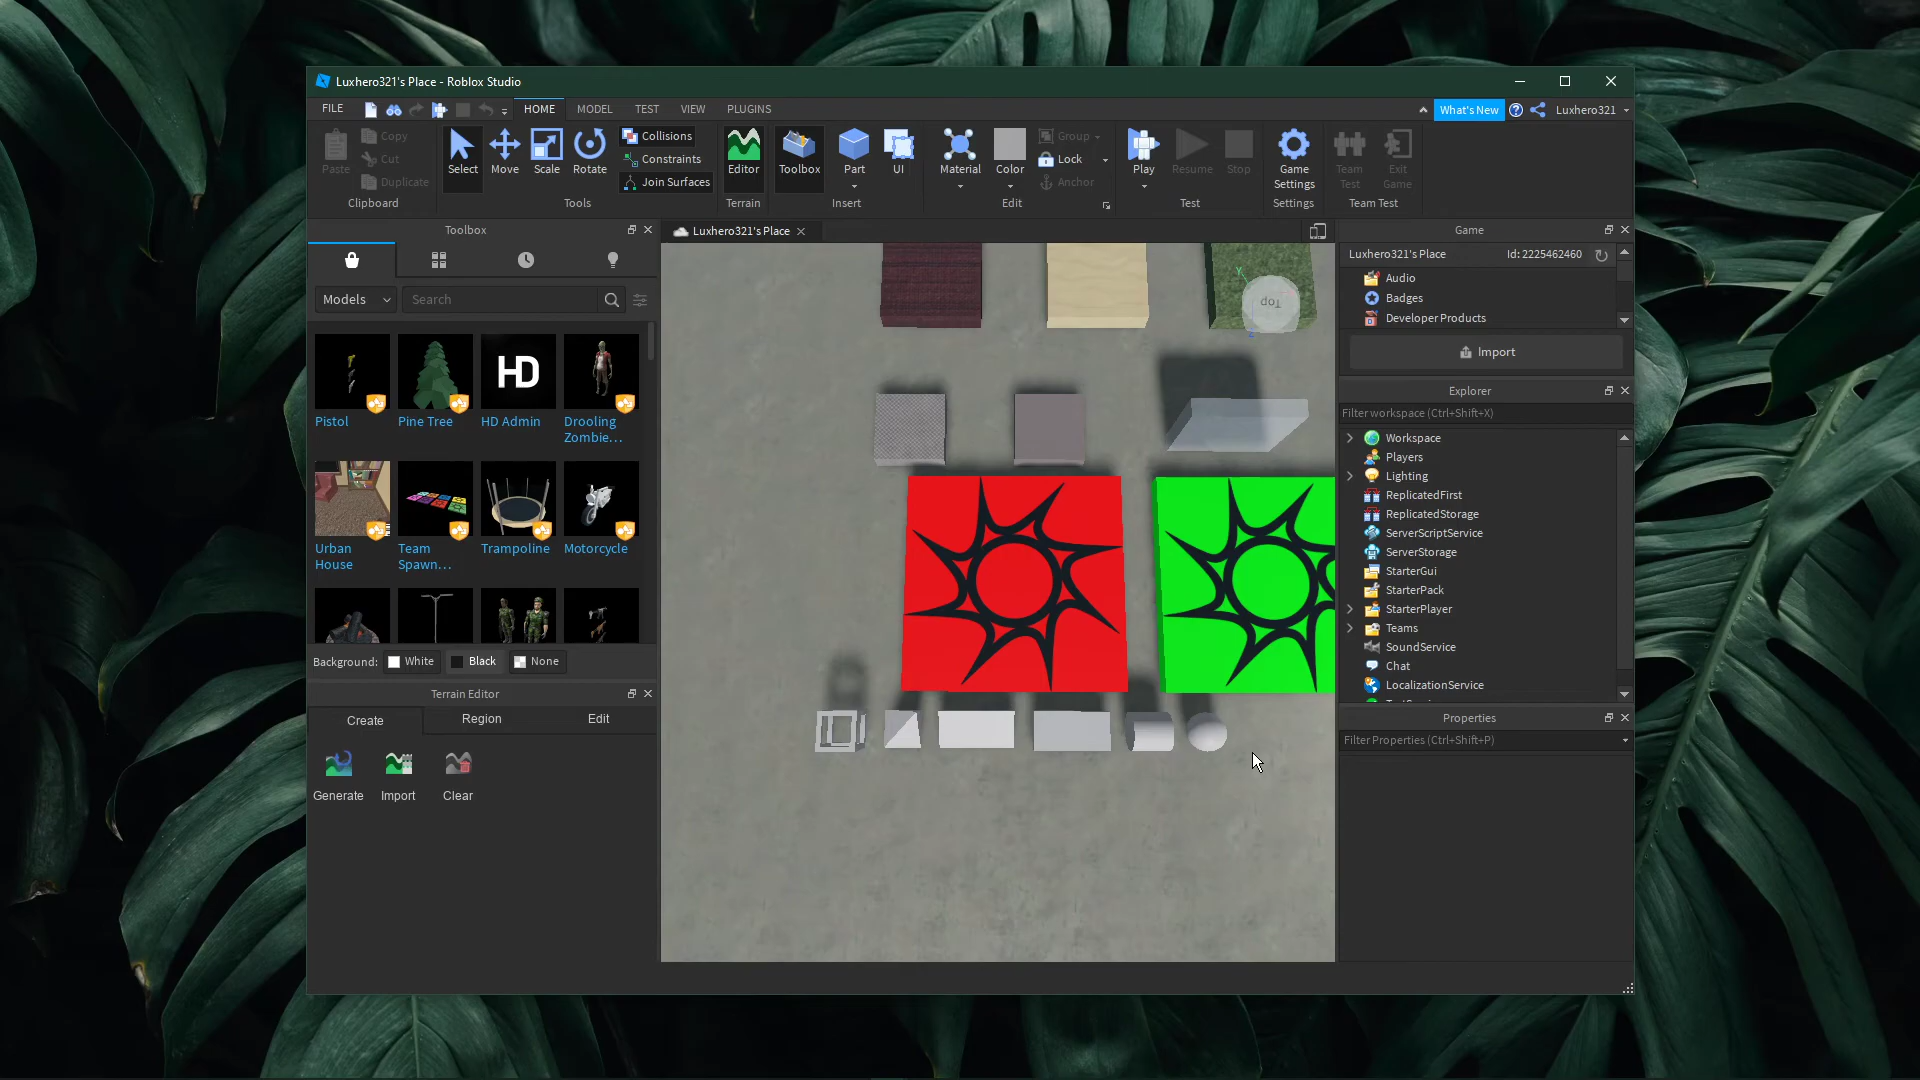 Luxhero321's Place - Roblox Studio
FILE HOME MODEL TEST VIEW PLUGINS What's New Luxhero321
Paste Copy Cut Duplicate Clipboard
Select Move Scale Rotate Collisions Constraints Join Surfaces Tools
Editor Terrain
Toolbox Part UI Insert
Material Color Group Lock Anchor Edit
Play Resume Stop Test
Game Settings Settings
Team Test Exit Game Team Test
Toolbox
Models Search
Pistol Pine Tree HD HD Admin Drooling Zombie...
Urban House Team Spawn... Trampoline Motorcycle
Background: White Black None
Terrain Editor
Create Region Edit
Generate Import Clear
Luxhero321's Place
Y
Top
Z
Game
Luxhero321's Place Id: 2225462460
Audio
Badges
Developer Products
Import
Explorer
Filter workspace (Ctrl+Shift+X)
Workspace
Players
Lighting
ReplicatedFirst
ReplicatedStorage
ServerScriptService
ServerStorage
StarterGui
StarterPack
StarterPlayer
Teams
SoundService
Chat
LocalizationService
Properties
Filter Properties (Ctrl+Shift+P)